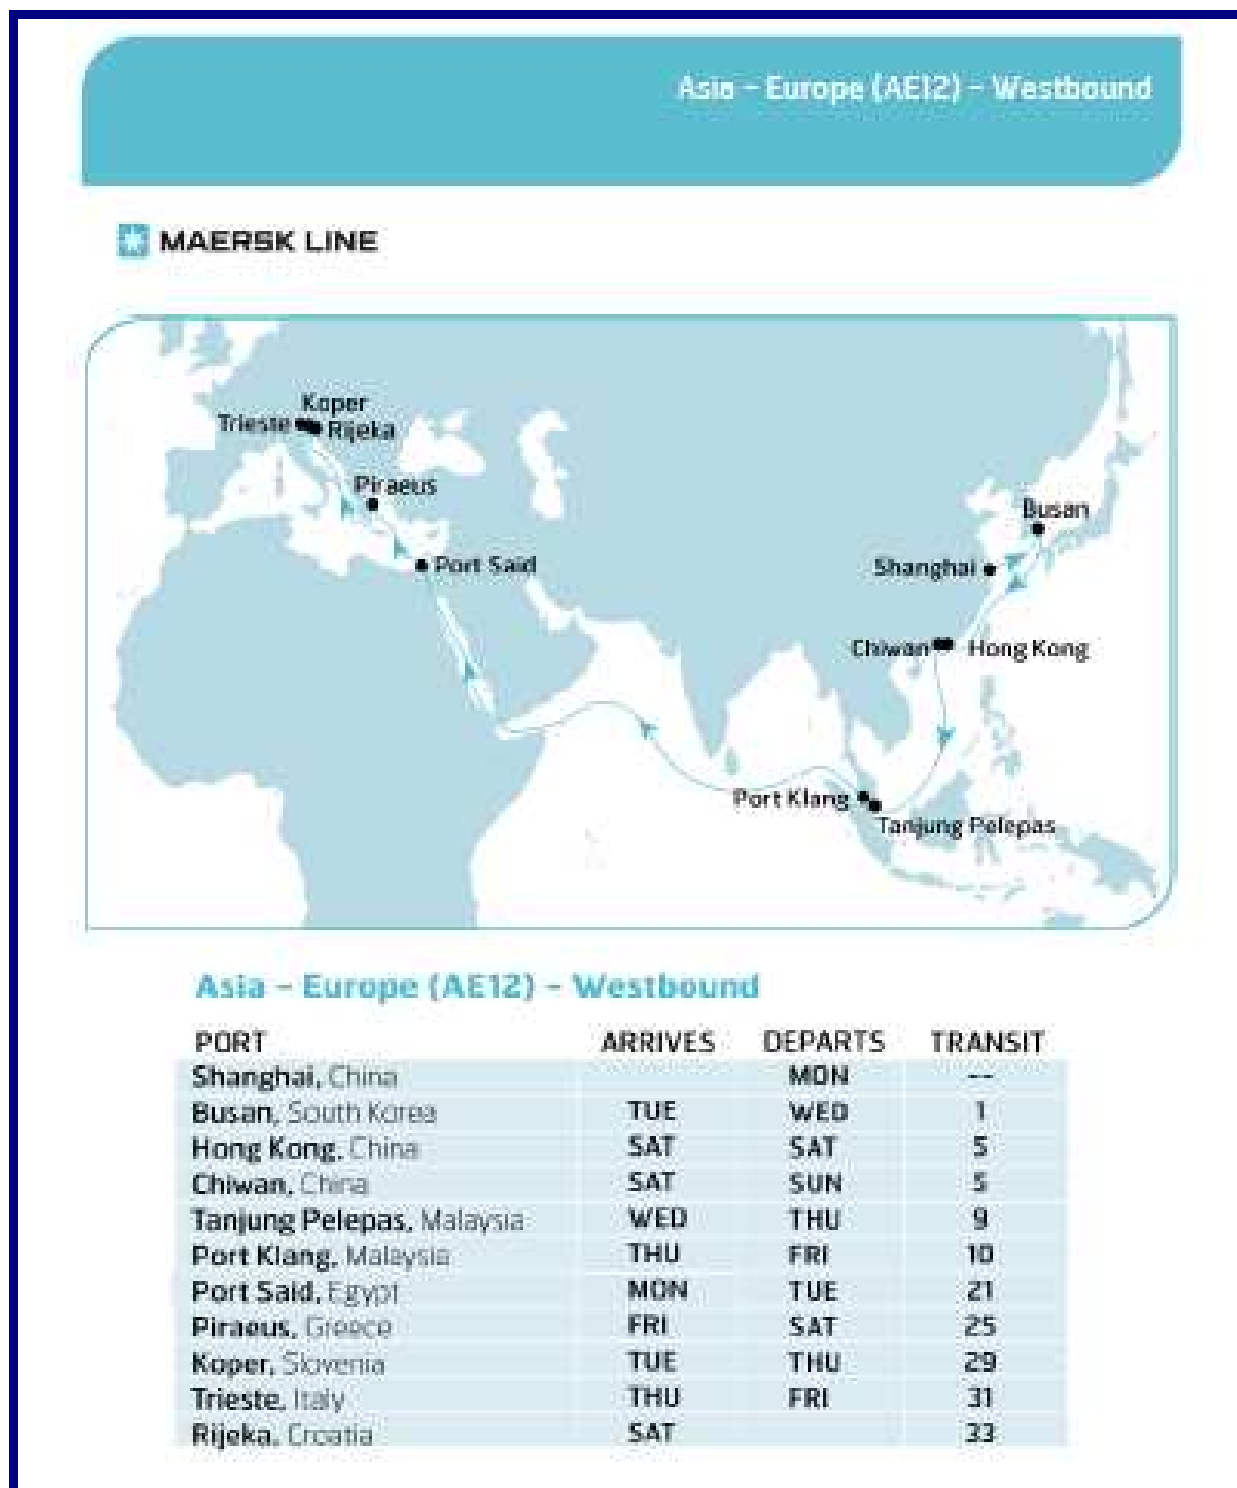 Asia – Europe (AE12) – Westbound
MAERSK LINE
Koper
Trieste Rijeka
Piraeus
Busan
Port Said
Shanghai
Chiwan Hong Kong
Port Klang
Tanjung Pelepas
Asia – Europe (AE12) – Westbound
PORT ARRIVES DEPARTS TRANSIT
Shanghai, China MON --
Busan, South Korea TUE WED 1
Hong Kong, China SAT SAT 5
Chiwan, China SAT SUN 5
Tanjung Pelepas, Malaysia WED THU 9
Port Klang, Malaysia THU FRI 10
Port Said, Egypt MON TUE 21
Piraeus, Greece FRI SAT 25
Koper, Slovenia TUE THU 29
Trieste, Italy THU FRI 31
Rijeka, Croatia SAT 33